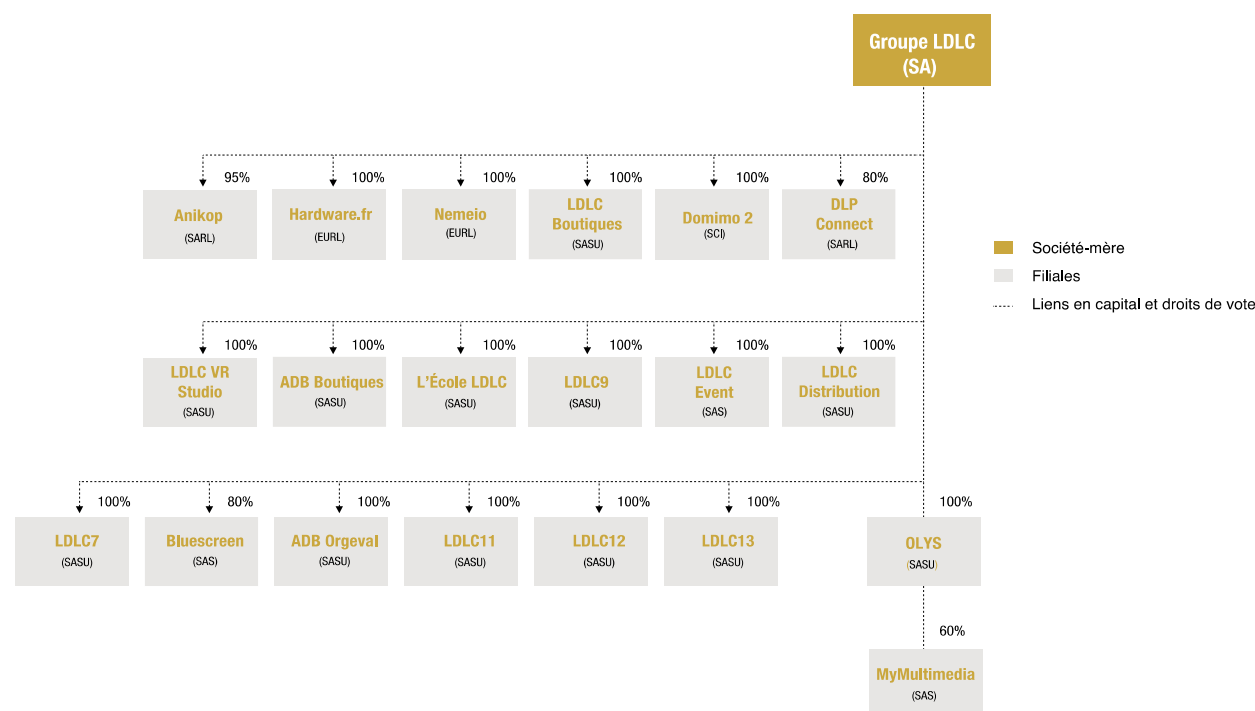 Groupe LDLC
(SA)
95%
100%
100%
100%
100%
80%
Anikop
(SARL)
Hardware.fr
(EURL)
Nemeio
(EURL)
LDLC
Boutiques
(SASU)
Domimo 2
(SCI)
DLP
Connect
(SARL)
Société-mère
Filiales
Liens en capital et droits de vote
100%
100%
100%
100%
100%
100%
LDLC VR
Studio
(SASU)
ADB Boutiques
(SASU)
L'École LDLC
(SASU)
LDLC9
(SASU)
LDLC
Event
(SAS)
LDLC
Distribution
(SASU)
100%
80%
100%
100%
100%
100%
100%
LDLC7
(SASU)
Bluescreen
(SAS)
ADB Orgeval
(SASU)
LDLC11
(SASU)
LDLC12
(SASU)
LDLC13
(SASU)
OLYS
(SASU)
60%
MyMultimedia
(SAS)